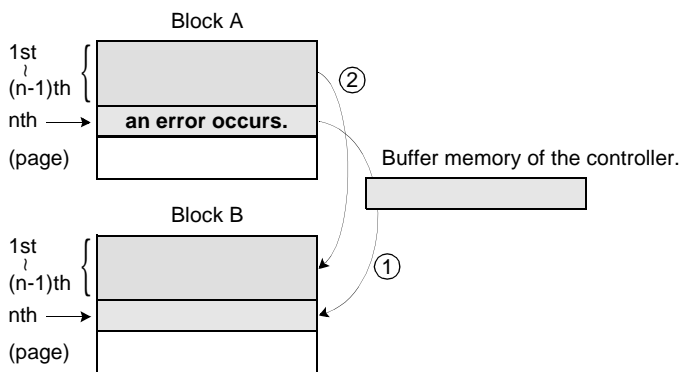 Block A
1st
~
(n-1)th
nth
an error occurs.
(page)
2
Buffer memory of the controller.
Block B
1st
~
(n-1)th
nth
(page)
1